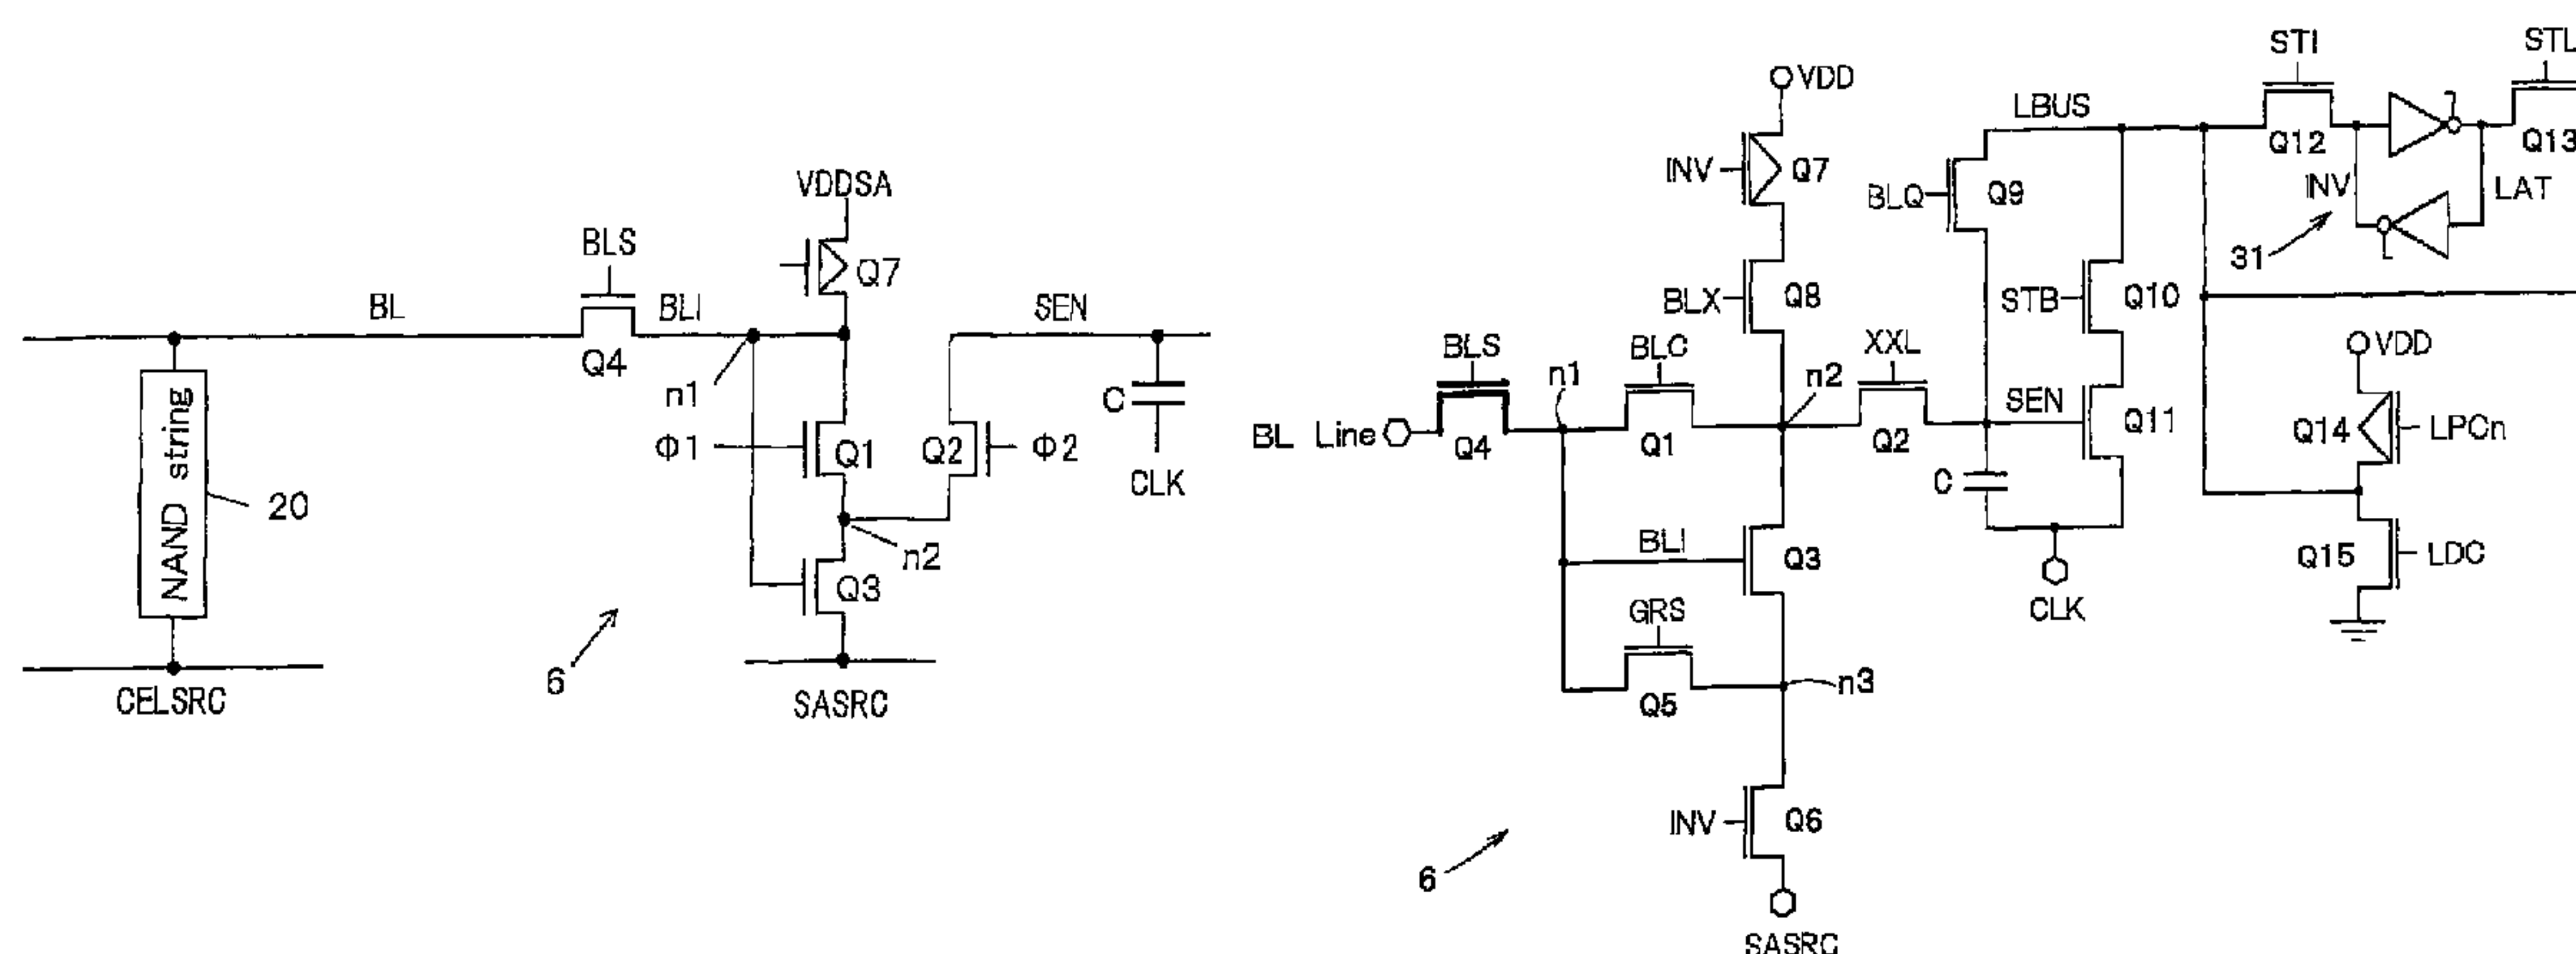 VDDSA
BLS
Q7
BL
BLI
SEN
Q4
n1
C
NAND string
20
Φ1
Q1
Q2
Φ2
CLK
n2
Q3
6
CELSRC
SASRC
STI
STL
VDD
LBUS
Q12
Q13
INV
Q7
BLQ
Q9
INV
LAT
31
BLX
Q8
STB
Q10
BLS
n1
BLC
n2
XXL
VDD
SEN
BL Line
Q4
Q1
Q2
Q11
Q14
LPCn
C
BLI
Q3
Q15
LDC
GRS
CLK
Q5
n3
INV
Q6
6
SASRC